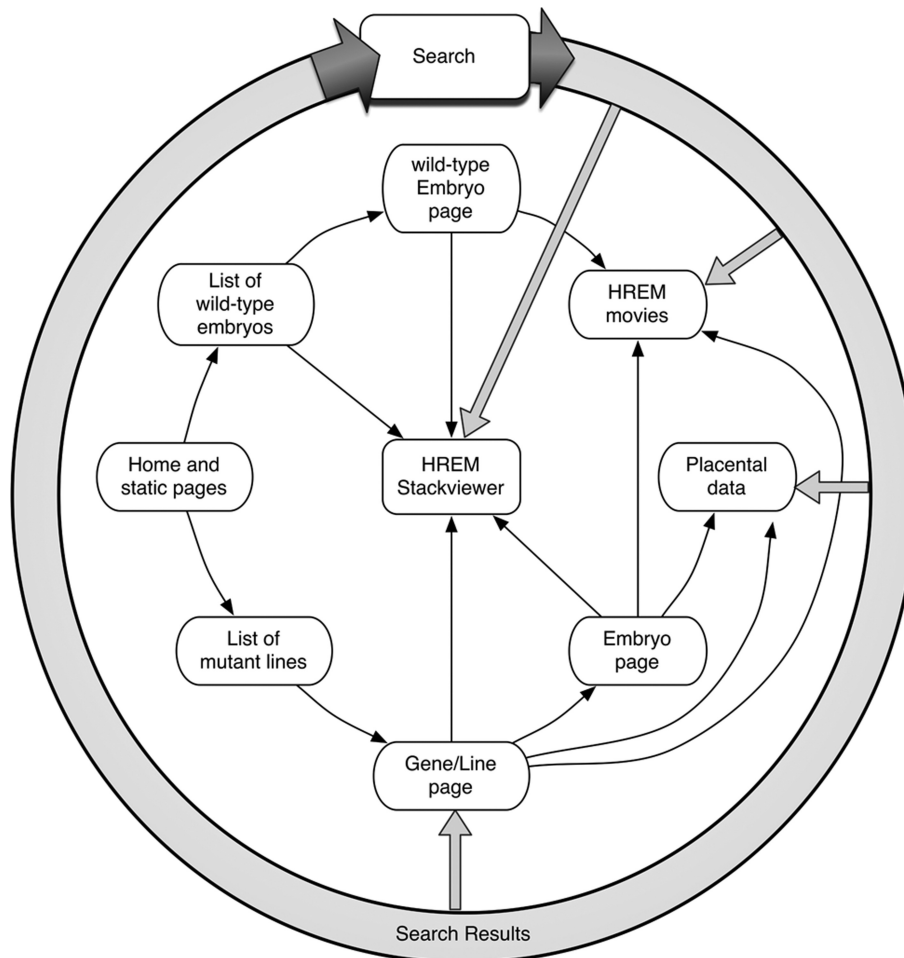 Search
wild-type
Embryo
page
List of
wild-type
embryos
HREM
movies
Home and
static pages
HREM
Stackviewer
Placental
data
List of
mutant lines
Embryo
page
Gene/Line
page
Search Results